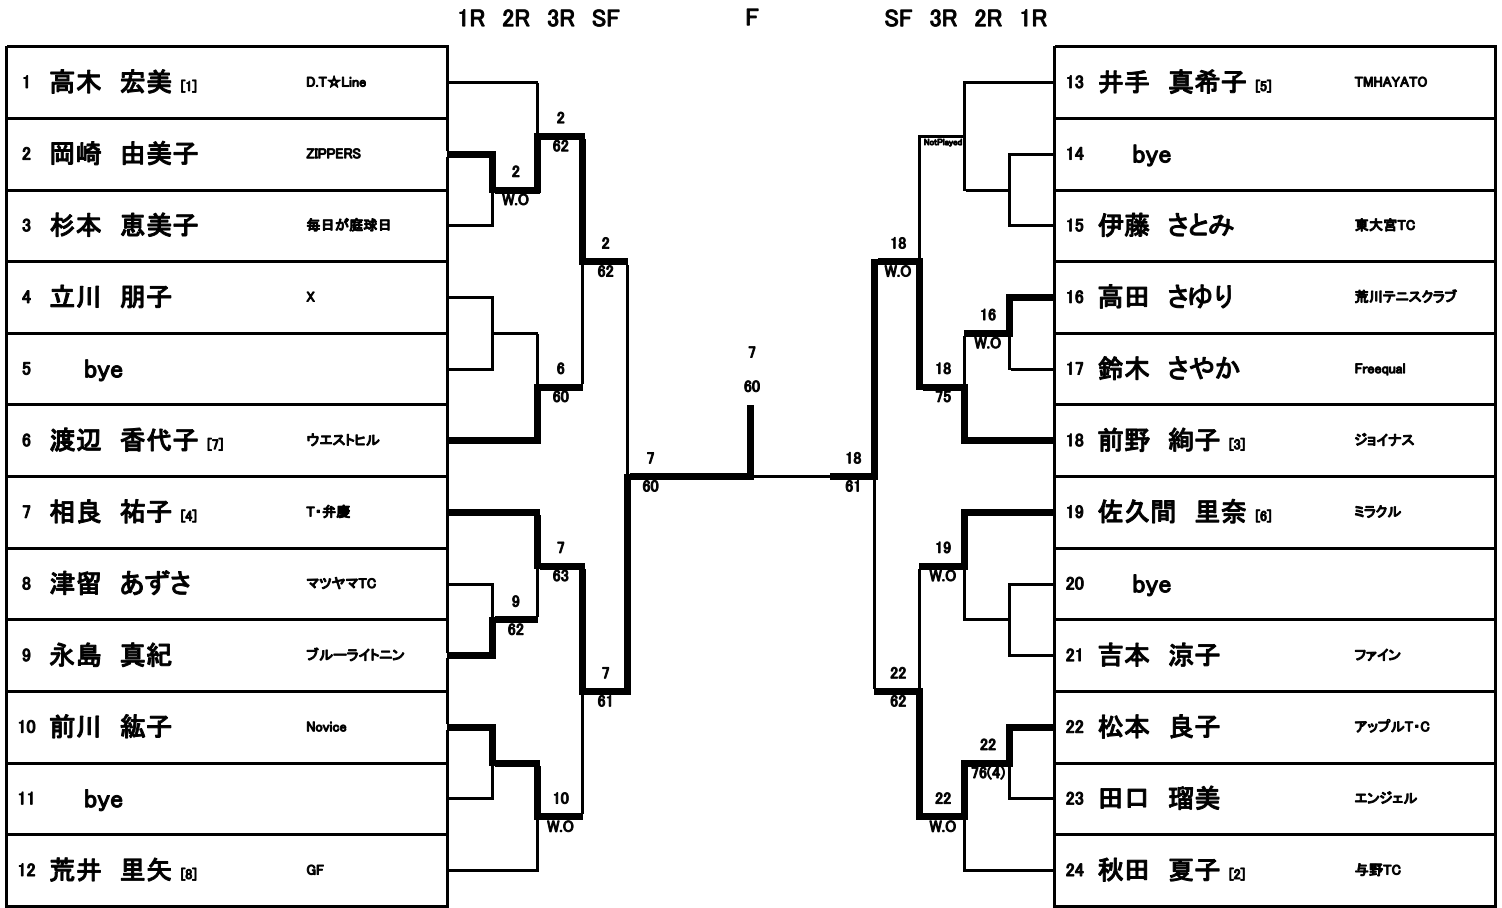 1R 2R 3R SF F SF 3R 2R 1R
1 高木 宏美 [1] D.T☆Line
2 岡崎 由美子 ZIPPERS
3 杉本 恵美子 毎日が庭球日
4 立川 朋子 X
5 bye
6 渡辺 香代子 [7] ウエストヒル
7 相良 祐子 [4] T・弁慶
8 津留 あずさ マツヤマTC
9 永島 真紀 ブルーライトニン
10 前川 紘子 Novice
11 bye
12 荒井 里矢 [8] GF
2
W.O
9
62
2
62
6
60
7
63
10
W.O
2
62
7
61
7
60
7
60
18
61
18
W.O
22
62
NotPlayed
18
75
19
W.O
22
W.O
16
W.O
22
76(4)
13 井手 真希子 [5] TMHAYATO
14 bye
15 伊藤 さとみ 東大宮TC
16 高田 さゆり 荒川テニスクラブ
17 鈴木 さやか Freequal
18 前野 絢子 [3] ジョイナス
19 佐久間 里奈 [6] ミラクル
20 bye
21 吉本 涼子 ファイン
22 松本 良子 アップルT・C
23 田口 瑠美 エンジェル
24 秋田 夏子 [2] 与野TC